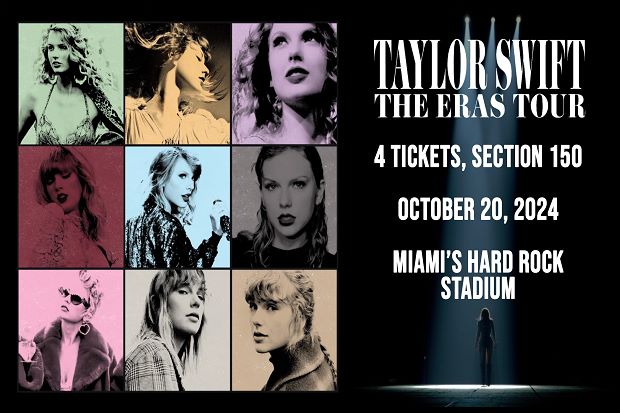 TAYLOR SWIFT
THE ERAS TOUR
4 TICKETS, SECTION 150
OCTOBER 20, 2024
MIAMI'S HARD ROCK
STADIUM